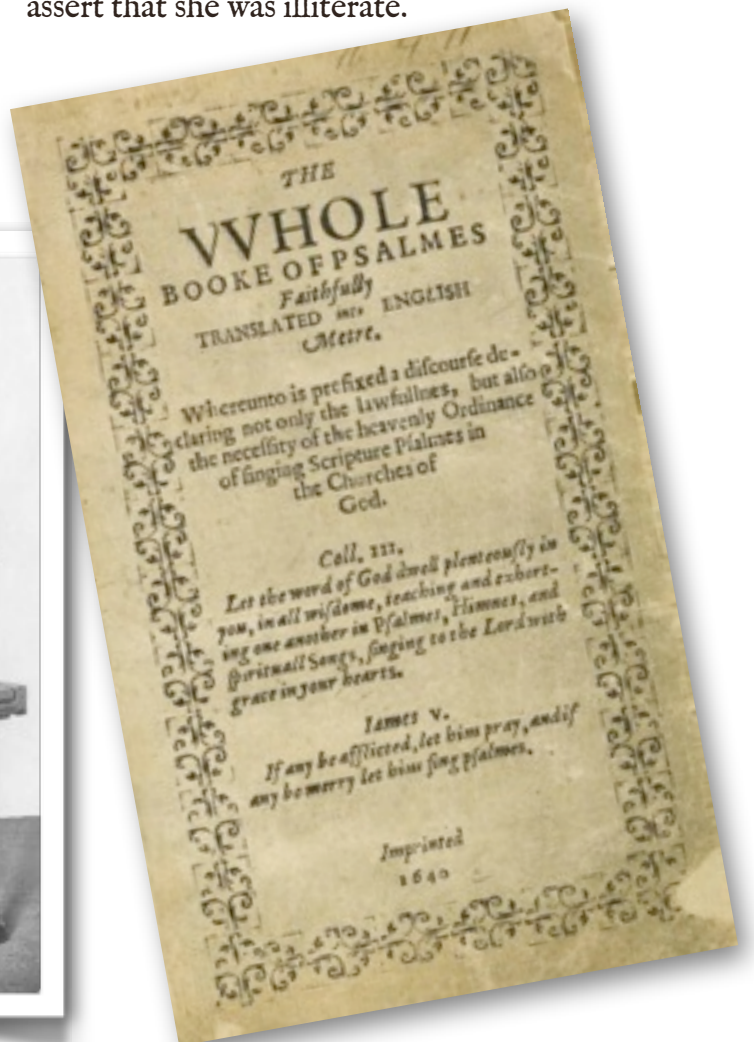 assert that she was illiterate.
THE
VVHOLE
BOOKE OF PSALMES
Faithfully
TRANSLATED into ENGLISH
Metre.
Whereunto is prefixed a diſcourſe de-
claring not only the lawfullnes, but alſo
the neceſſity of the heavenly Ordinance
of ſinging Scripture Pſalmes in
the Churches of
God.
Coll. III.
Let the word of God dwell plenteouſly in
you, in all wiſdome, teaching and exhort-
ing one another in Pſalmes, Himnes, and
ſpirituall Songs, ſinging to the Lord with
grace in your hearts.
Iames v.
If any be afflicted, let him pray, and if
any be merry let him ſing pſalmes.
Imprinted
1640